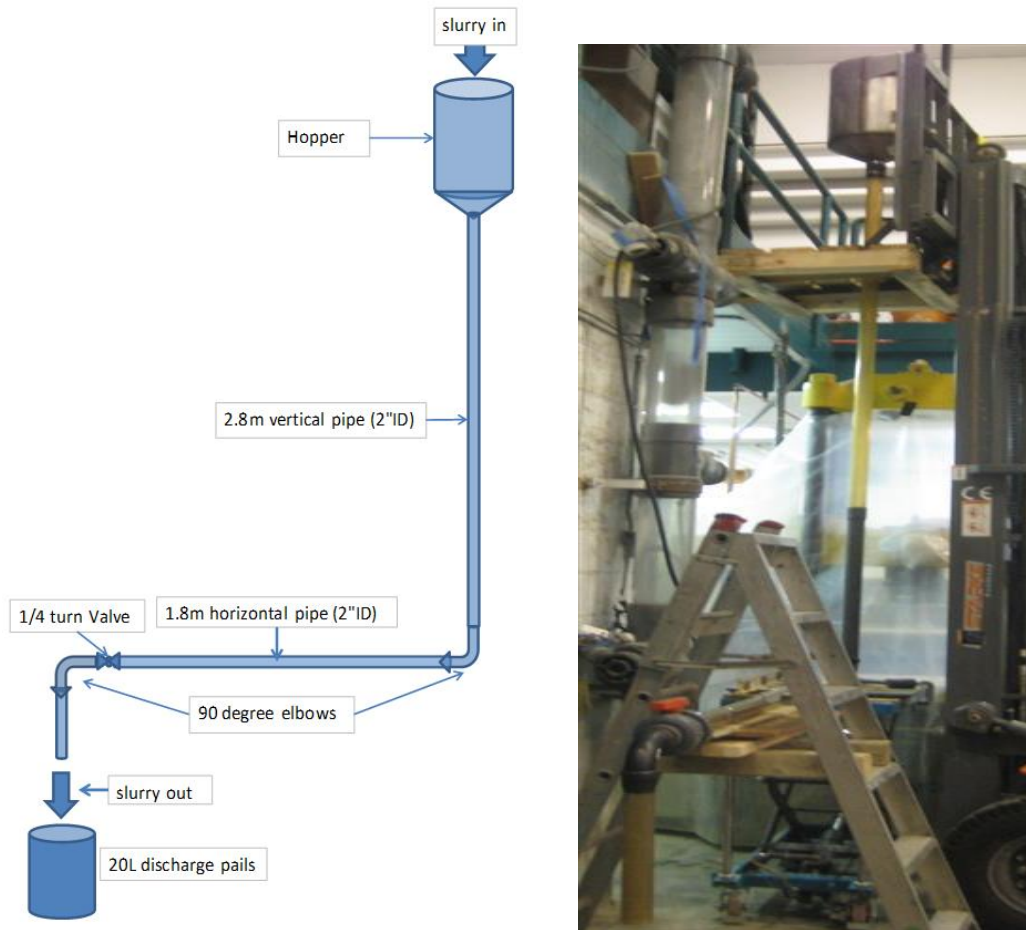 slurry in
Hopper
2.8m vertical pipe (2"ID)
1/4 turn Valve
1.8m horizontal pipe (2"ID)
90 degree elbows
slurry out
20L discharge pails
CE